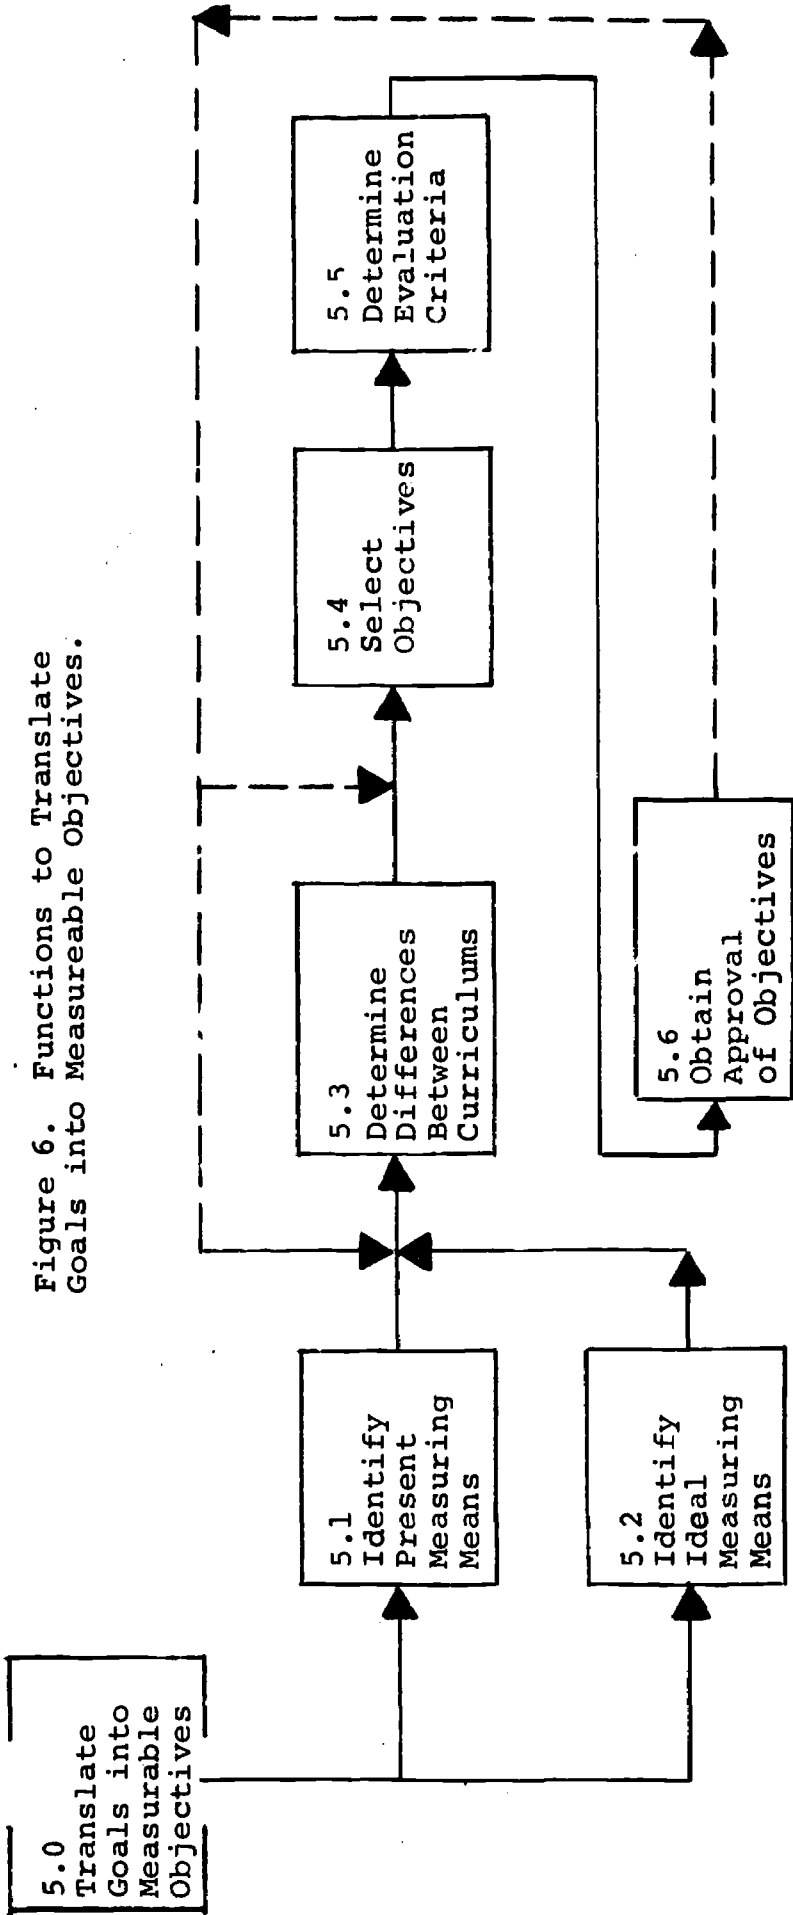 Figure 6. Functions to Translate
Goals into Measureable Objectives.
5.0
Translate
Goals into
Measurable
Objectives
5.1
Identify
Present
Measuring
Means
5.2
Identify
Ideal
Measuring
Means
5.3
Determine
Differences
Between
Curriculums
5.4
Select
Objectives
5.5
Determine
Evaluation
Criteria
5.6
Obtain
Approval
of Objectives